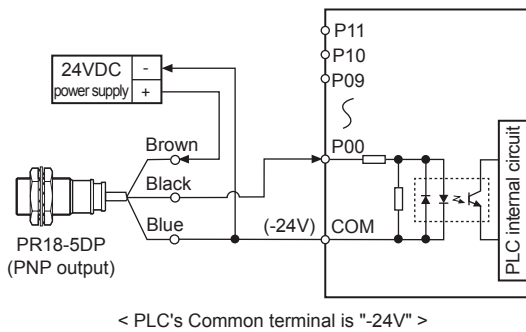 P11
P10
P09
24VDC
power supply
-
+
P00
Brown
Black
Blue
(-24V)
COM
PLC internal circuit
PR18-5DP
(PNP output)
< PLC's Common terminal is "-24V" >